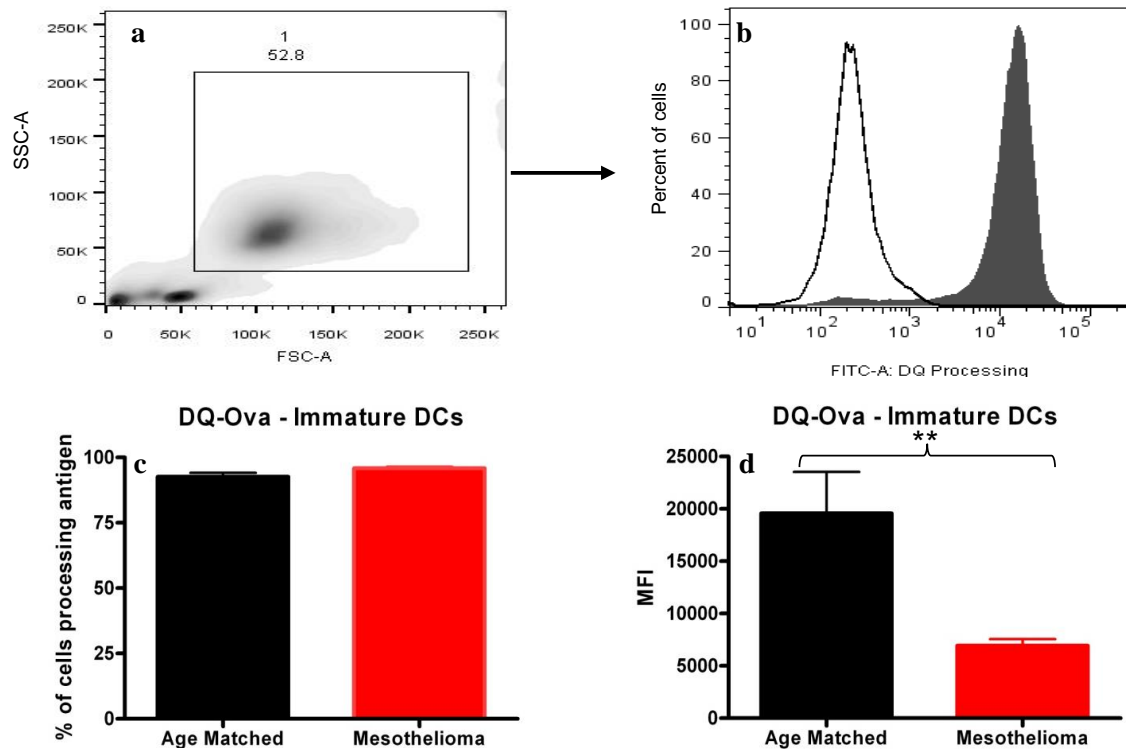 a
1
52.8
250K
200K
150K
100K
50K
0
SSC-A
0 50K 100K 150K 200K 250K
FSC-A
b
100
80
60
40
20
0
Percent of cells
10¹ 10² 10³ 10⁴ 10⁵
FITC-A: DQ Processing
DQ-Ova - Immature DCs
c
100
75
50
25
0
% of cells processing antigen
Age Matched Mesothelioma
DQ-Ova - Immature DCs
**
d
25000
20000
15000
10000
5000
0
MFI
Age Matched Mesothelioma